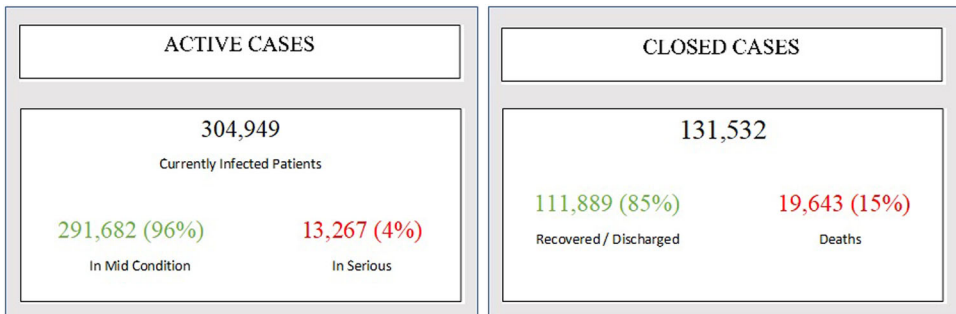 ACTIVE CASES
304,949
Currently Infected Patients
291,682 (96%) 13,267 (4%)
In Mid Condition In Serious
CLOSED CASES
131,532
111,889 (85%) 19,643 (15%)
Recovered / Discharged Deaths